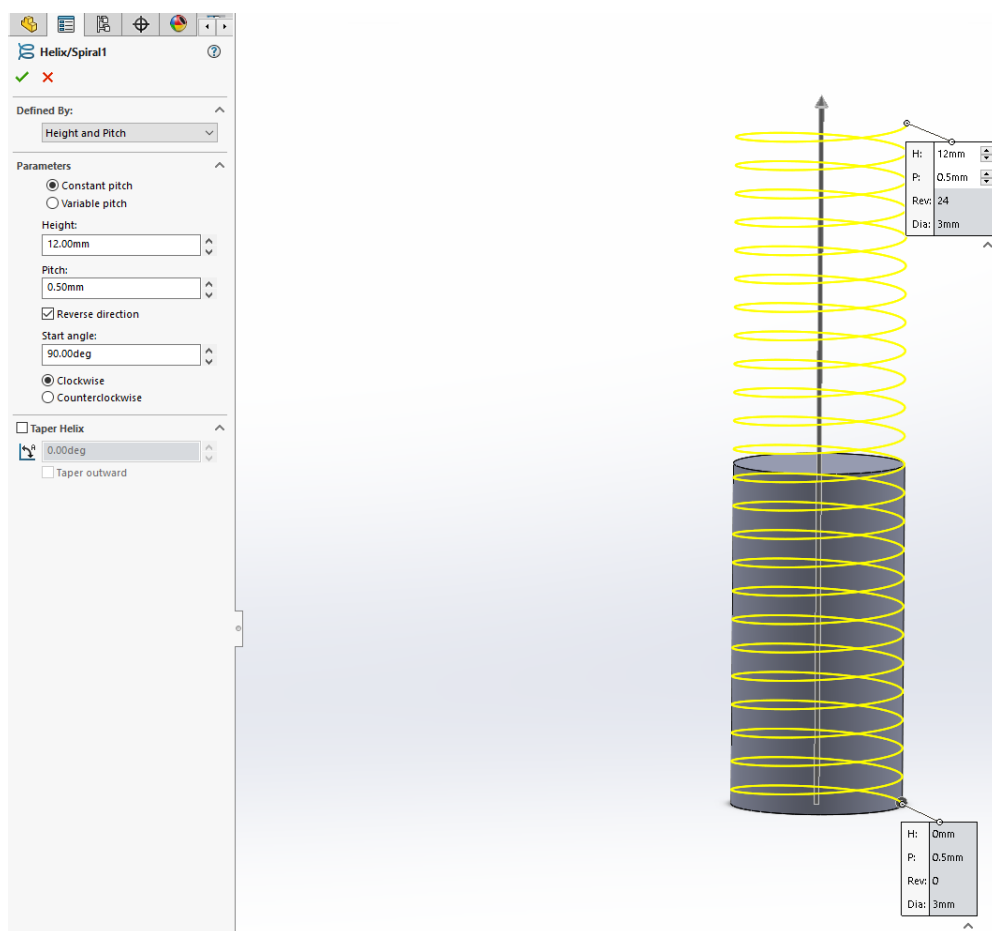 Helix/Spiral1
Defined By:
Height and Pitch
Parameters
Constant pitch
Variable pitch
Height:
12.00mm
Pitch:
0.50mm
Reverse direction
Start angle:
90.00deg
Clockwise
Counterclockwise
Taper Helix
0.00deg
Taper outward
H: 12mm
P: 0.5mm
Rev: 24
Dia: 3mm
H: 0mm
P: 0.5mm
Rev: 0
Dia: 3mm